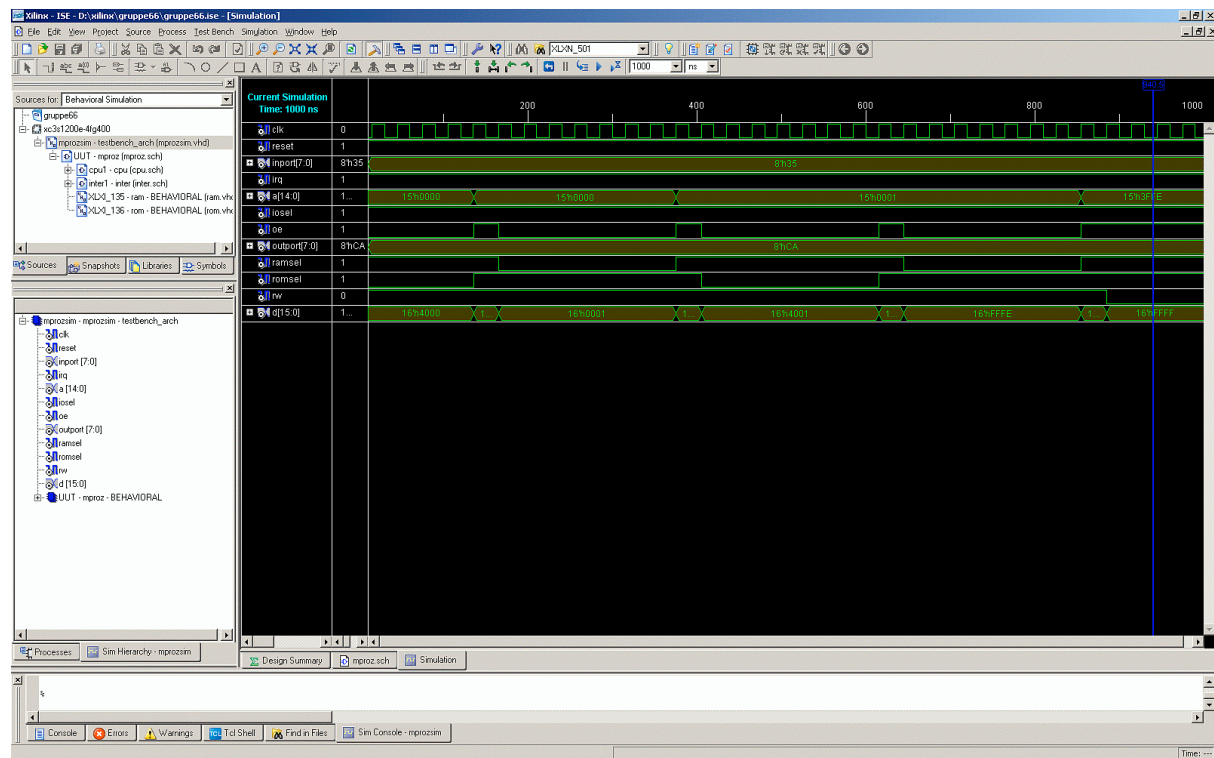 Xilinx - ISE - D:\xilinx\gruppe66\gruppe66.ise - [Simulation]
File Edit View Project Source Process Test Bench Simulation Window Help
XLXN_501
1000 ns
Sources for: Behavioral Simulation
gruppe66
xc3s1200e-4fg400
mprozsim - testbench_arch (mprozsim.vhd)
UUT - mproz (mproz.sch)
cpu1 - cpu (cpu.sch)
inter1 - inter (inter.sch)
XLXI_135 - ram - BEHAVIORAL (ram.vhd
XLXI_136 - rom - BEHAVIORAL (rom.vhd
Sources Snapshots Libraries Symbols
mprozsim - mprozsim - testbench_arch
clk
reset
inport [7:0]
irq
a [14:0]
iosel
oe
outport [7:0]
ramsel
romsel
rw
d [15:0]
UUT - mproz - BEHAVIORAL
Processes Sim Hierarchy - mprozsim
Current Simulation
Time: 1000 ns
200 400 600 800 1000
clk 0
reset 1
inport[7:0] 8'h35 8'h35
irq 1
a[14:0] 1... 15'h0000 15'h0000 15'h0001 15'h3FFE
iosel 1
oe 1
outport[7:0] 8'hCA 8'hCA
ramsel 1
romsel 1
rw 0
d[15:0] 1... 16'h4000 1... 16'h0001 1... 16'h4001 1... 16'hFFFE 1... 16'hFFFF
Design Summary mproz.sch Simulation
%
Console Errors Warnings Tcl Shell Find in Files Sim Console - mprozsim
Time: ---